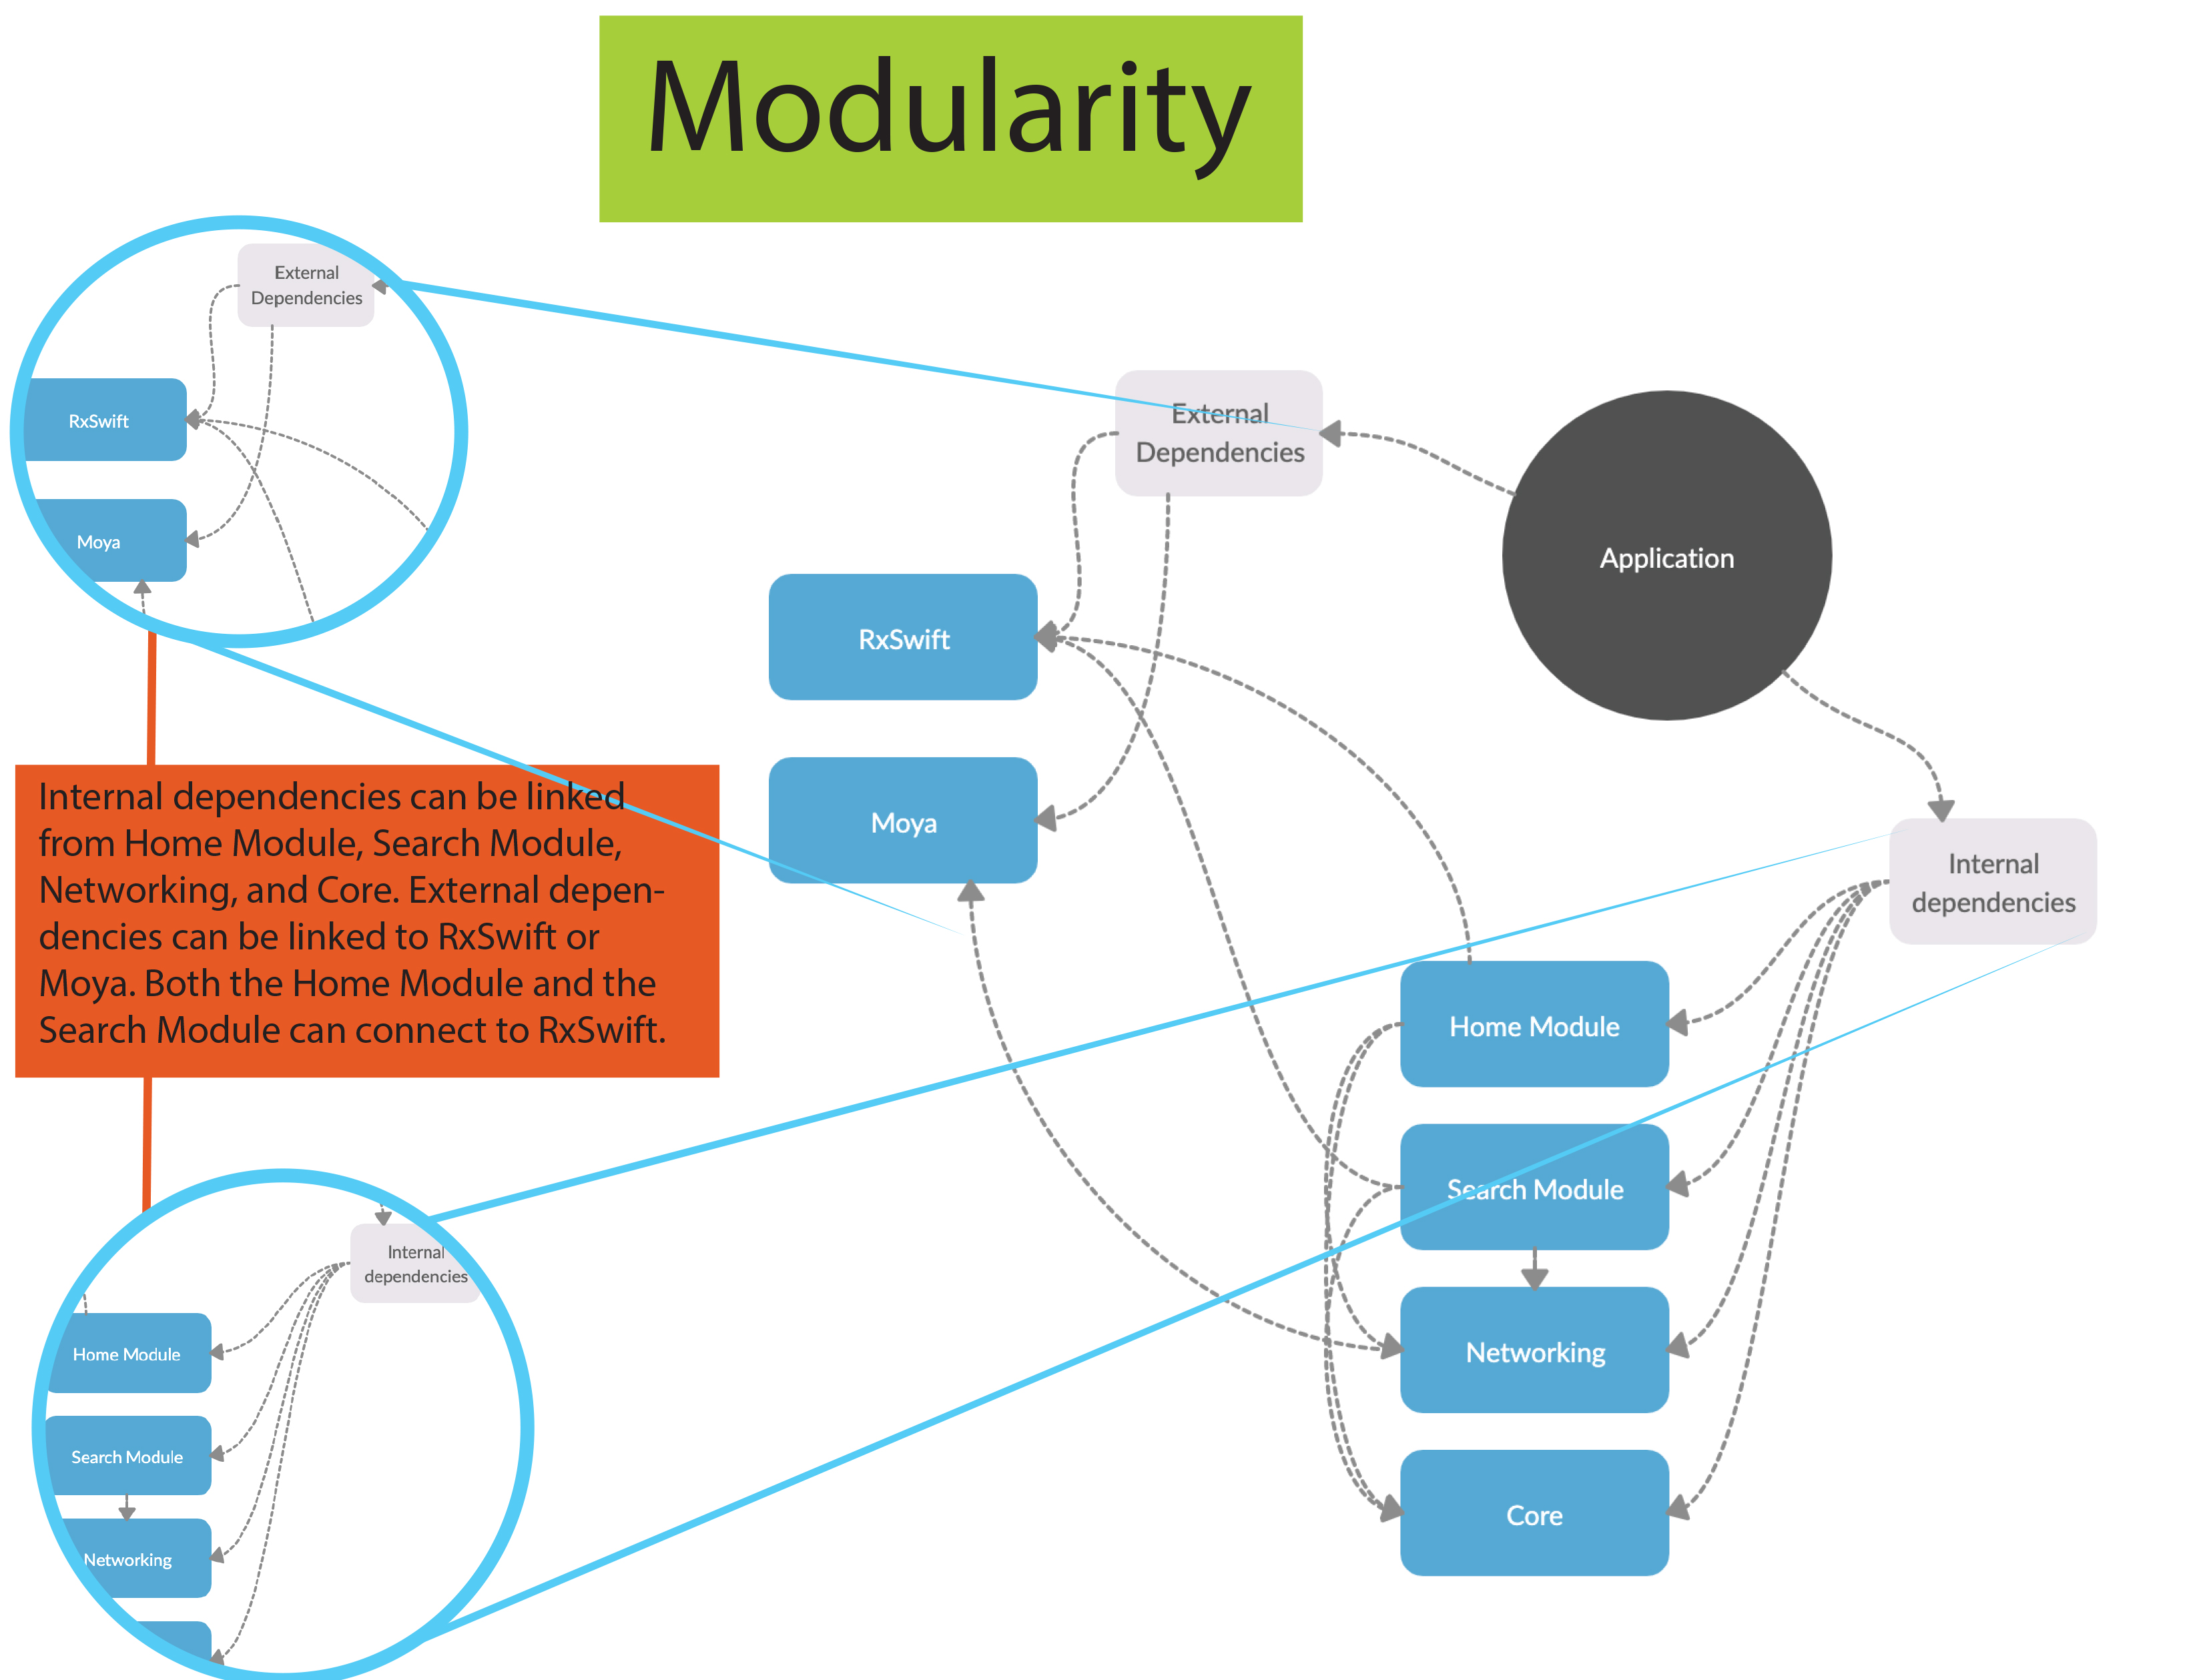 Modularity
External
Dependencies
RxSwift
Moya
External
Dependencies
Application
RxSwift
Moya
Internal dependencies can be linked
from Home Module, Search Module,
Networking, and Core. External depen-
dencies can be linked to RxSwift or
Moya. Both the Home Module and the
Search Module can connect to RxSwift.
Internal
dependencies
Home Module
Search Module
Networking
Core
Internal
dependencies
Home Module
Search Module
Networking